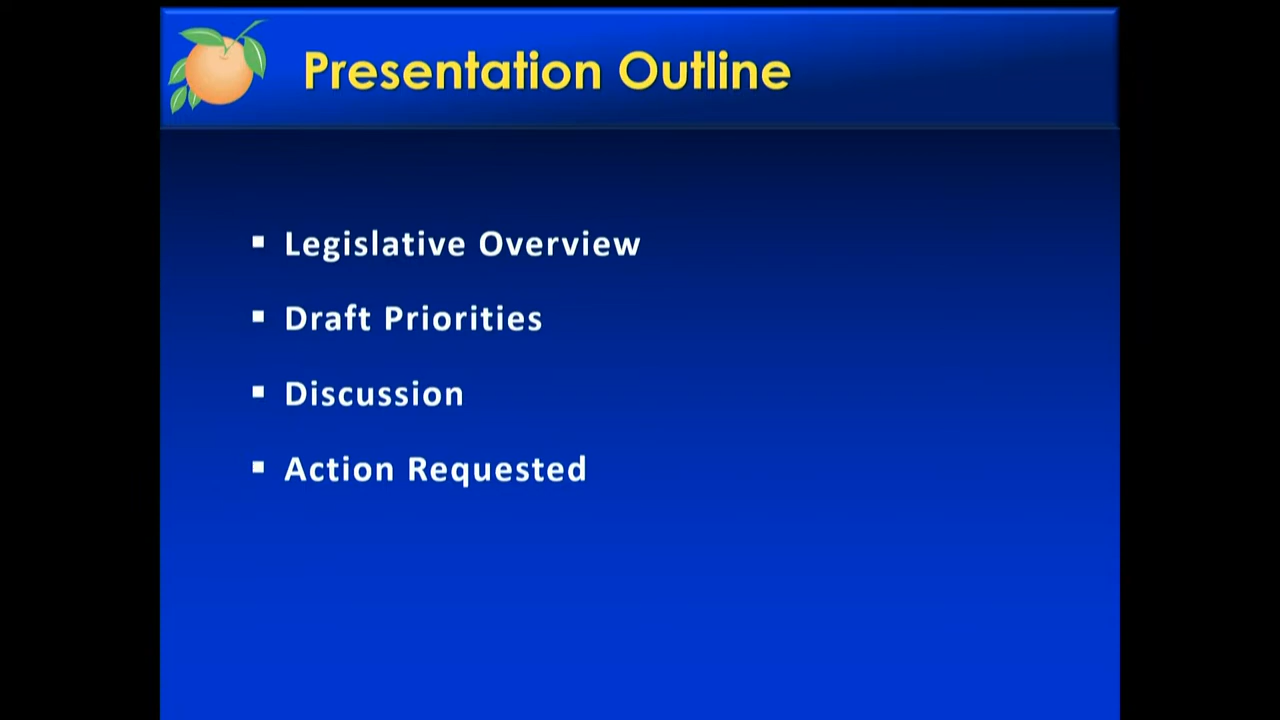 Presentation Outline
▪ Legislative Overview
▪ Draft Priorities
▪ Discussion
▪ Action Requested